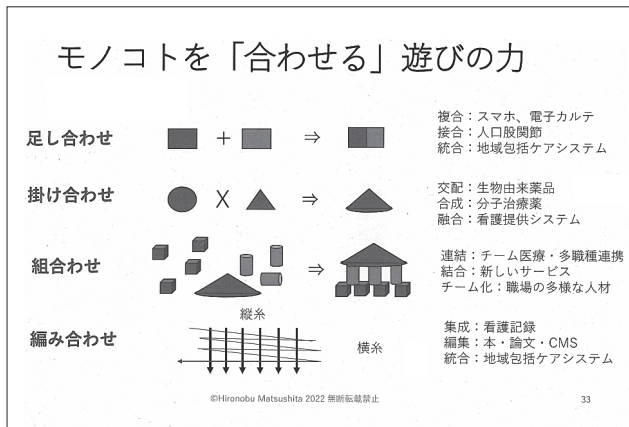 モノコトを「合わせる」遊びの力
足し合わせ
+
⇒
複合：スマホ、電子カルテ
接合：人口股関節
統合：地域包括ケアシステム
掛け合わせ
X
⇒
交配：生物由来薬品
合成：分子治療薬
融合：看護提供システム
組合わせ
⇒
連結：チーム医療・多職種連携
結合：新しいサービス
チーム化：職場の多様な人材
編み合わせ
縦糸
横糸
集成：看護記録
編集：本・論文・CMS
統合：地域包括ケアシステム
©Hironobu Matsushita 2022 無断転載禁止
33